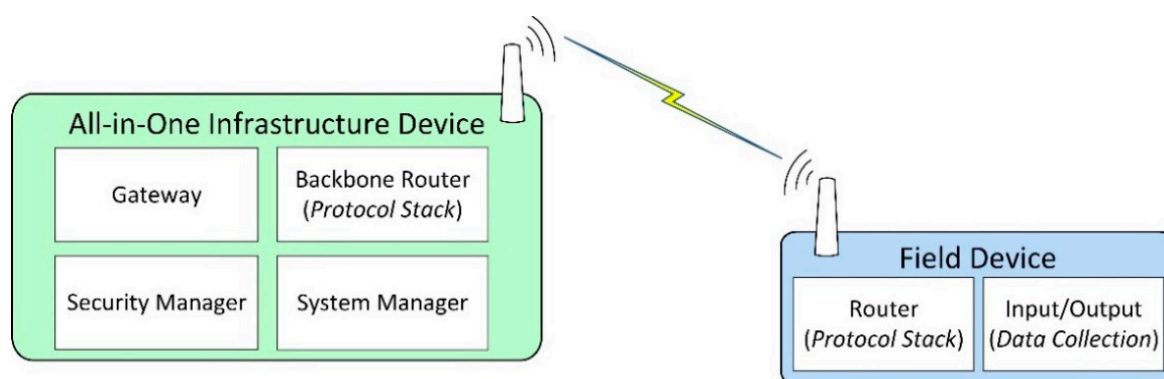 All-in-One Infrastructure Device
Gateway
Backbone Router
(Protocol Stack)
Security Manager
System Manager
Field Device
Router
(Protocol Stack)
Input/Output
(Data Collection)